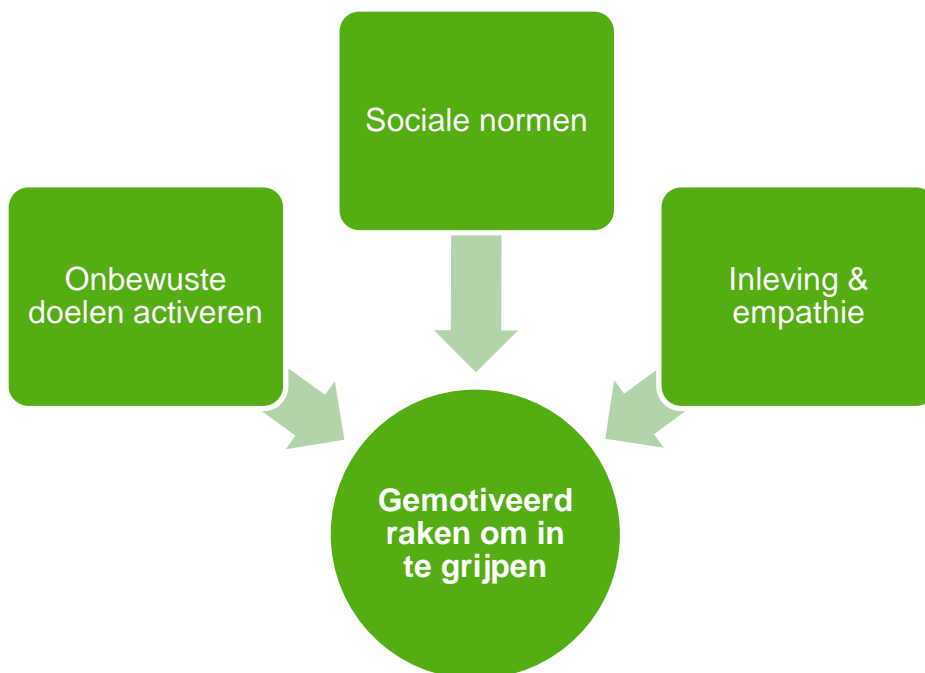 Sociale normen
Onbewuste
doelen activeren
Inleving &
empathie
Gemotiveerd
raken om in
te grijpen